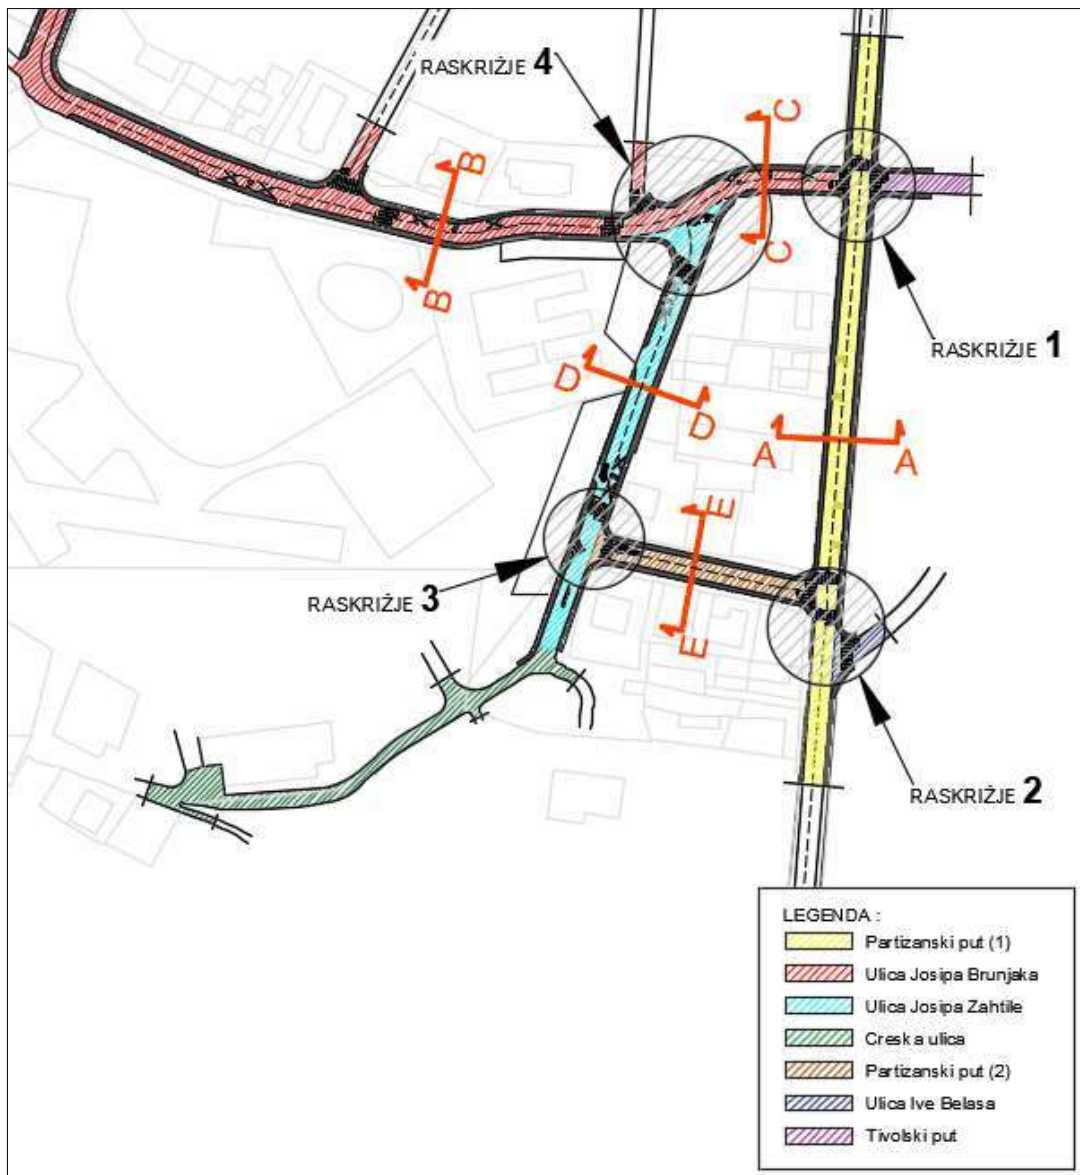 RASKRIŽJE 4
C
B
C
B
RASKRIŽJE 1
D
D
A
A
E
RASKRIŽJE 3
E
RASKRIŽJE 2
LEGENDA :
Partizanski put (1)
Ulica Josipa Brunjaka
Ulica Josipa Zahtile
Creska ulica
Partizanski put (2)
Ulica Ive Belasa
Tivolski put